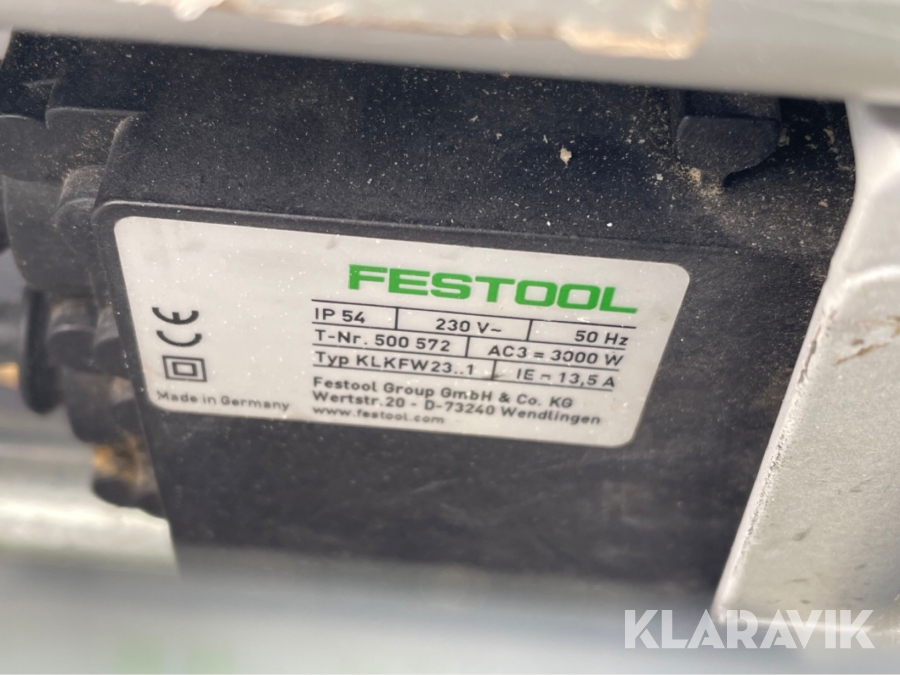 FESTOOL
IP 54 230 V~ 50 Hz
T-Nr. 500 572 AC3 = 3000 W
Typ KLKFW23..1 IE = 13,5 A
Festool Group GmbH & Co. KG
Wertstr.20 - D-73240 Wendlingen
www.festool.com
CE
Made in Germany
KLARAVIK